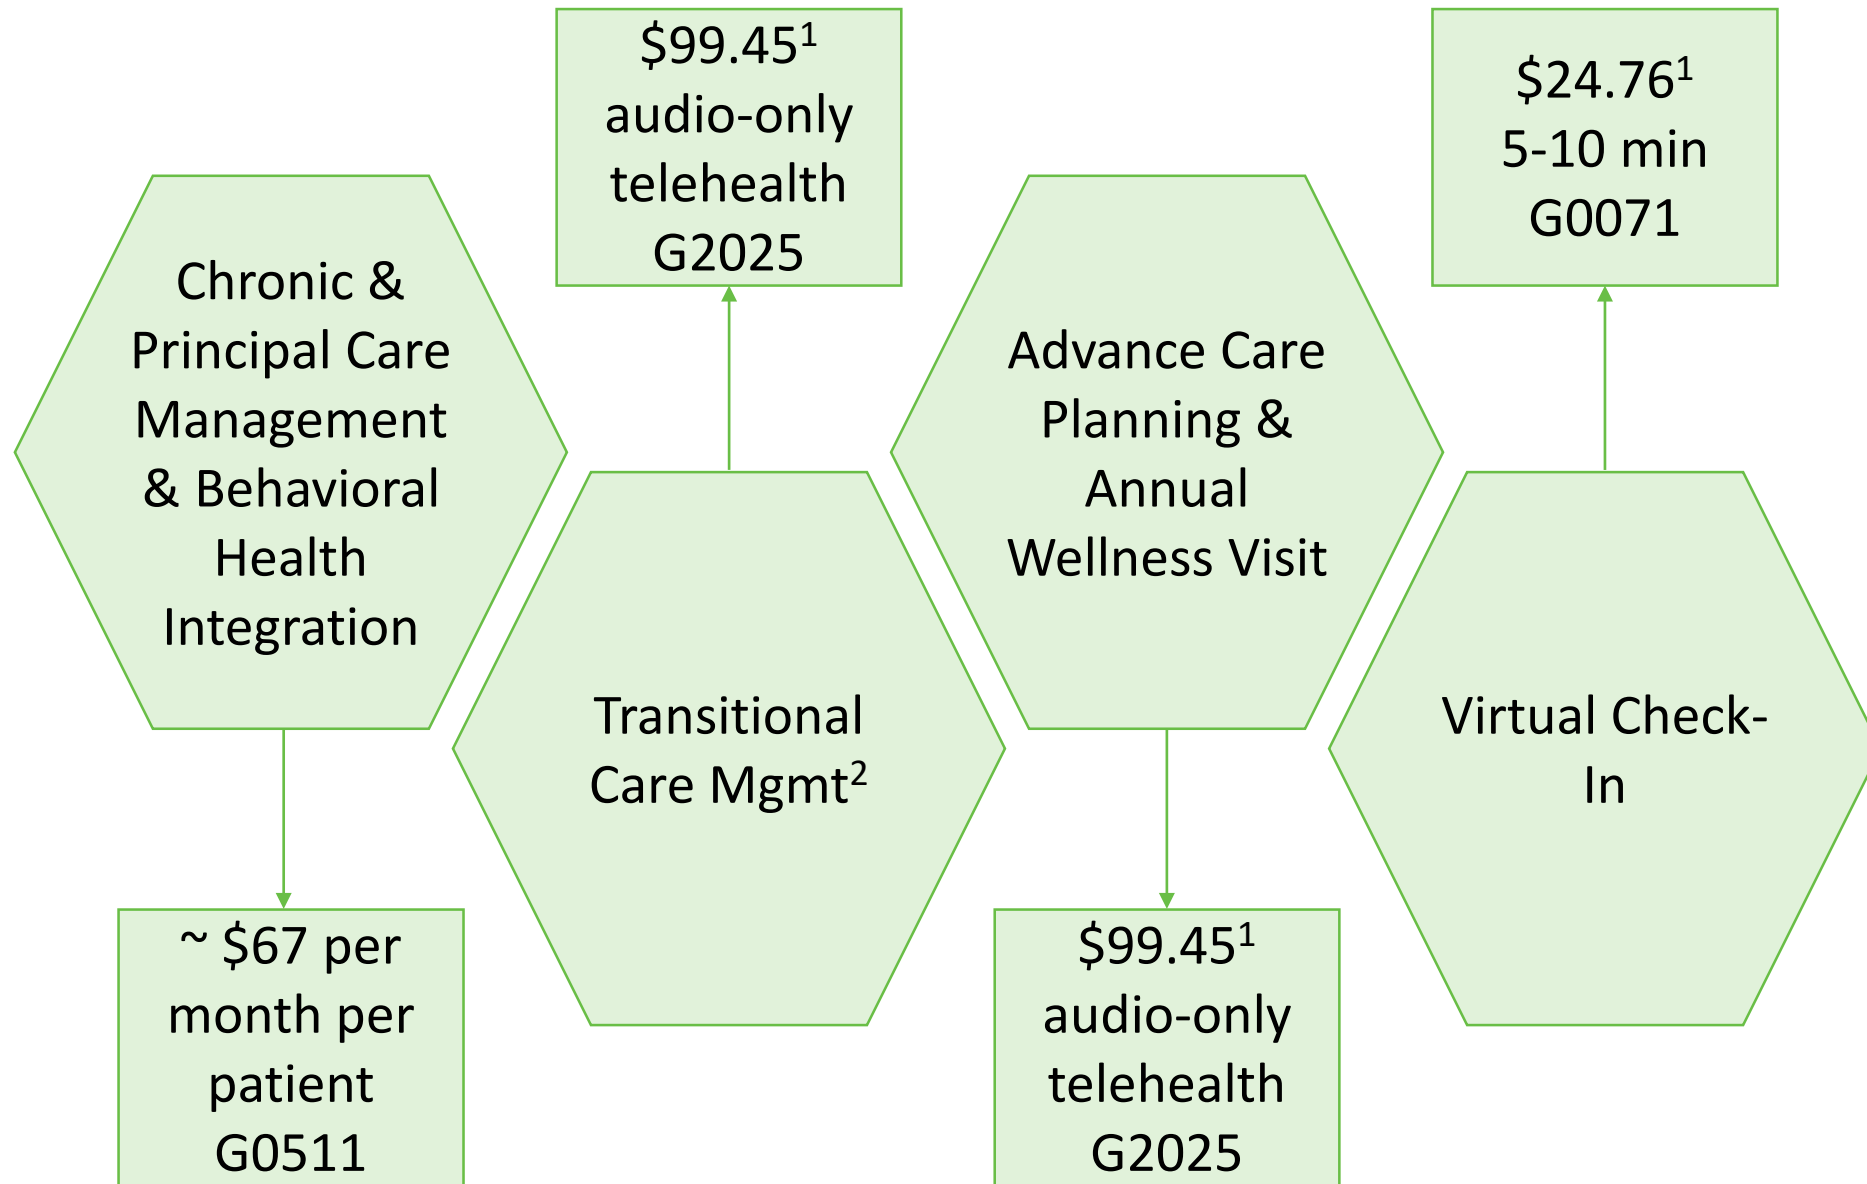 Chronic &
Principal Care
Management
& Behavioral
Health
Integration
~ $67 per
month per
patient
G0511
$99.45¹
audio-only
telehealth
G2025
Transitional
Care Mgmt²
Advance Care
Planning &
Annual
Wellness Visit
$99.45¹
audio-only
telehealth
G2025
$24.76¹
5-10 min
G0071
Virtual Check-
In